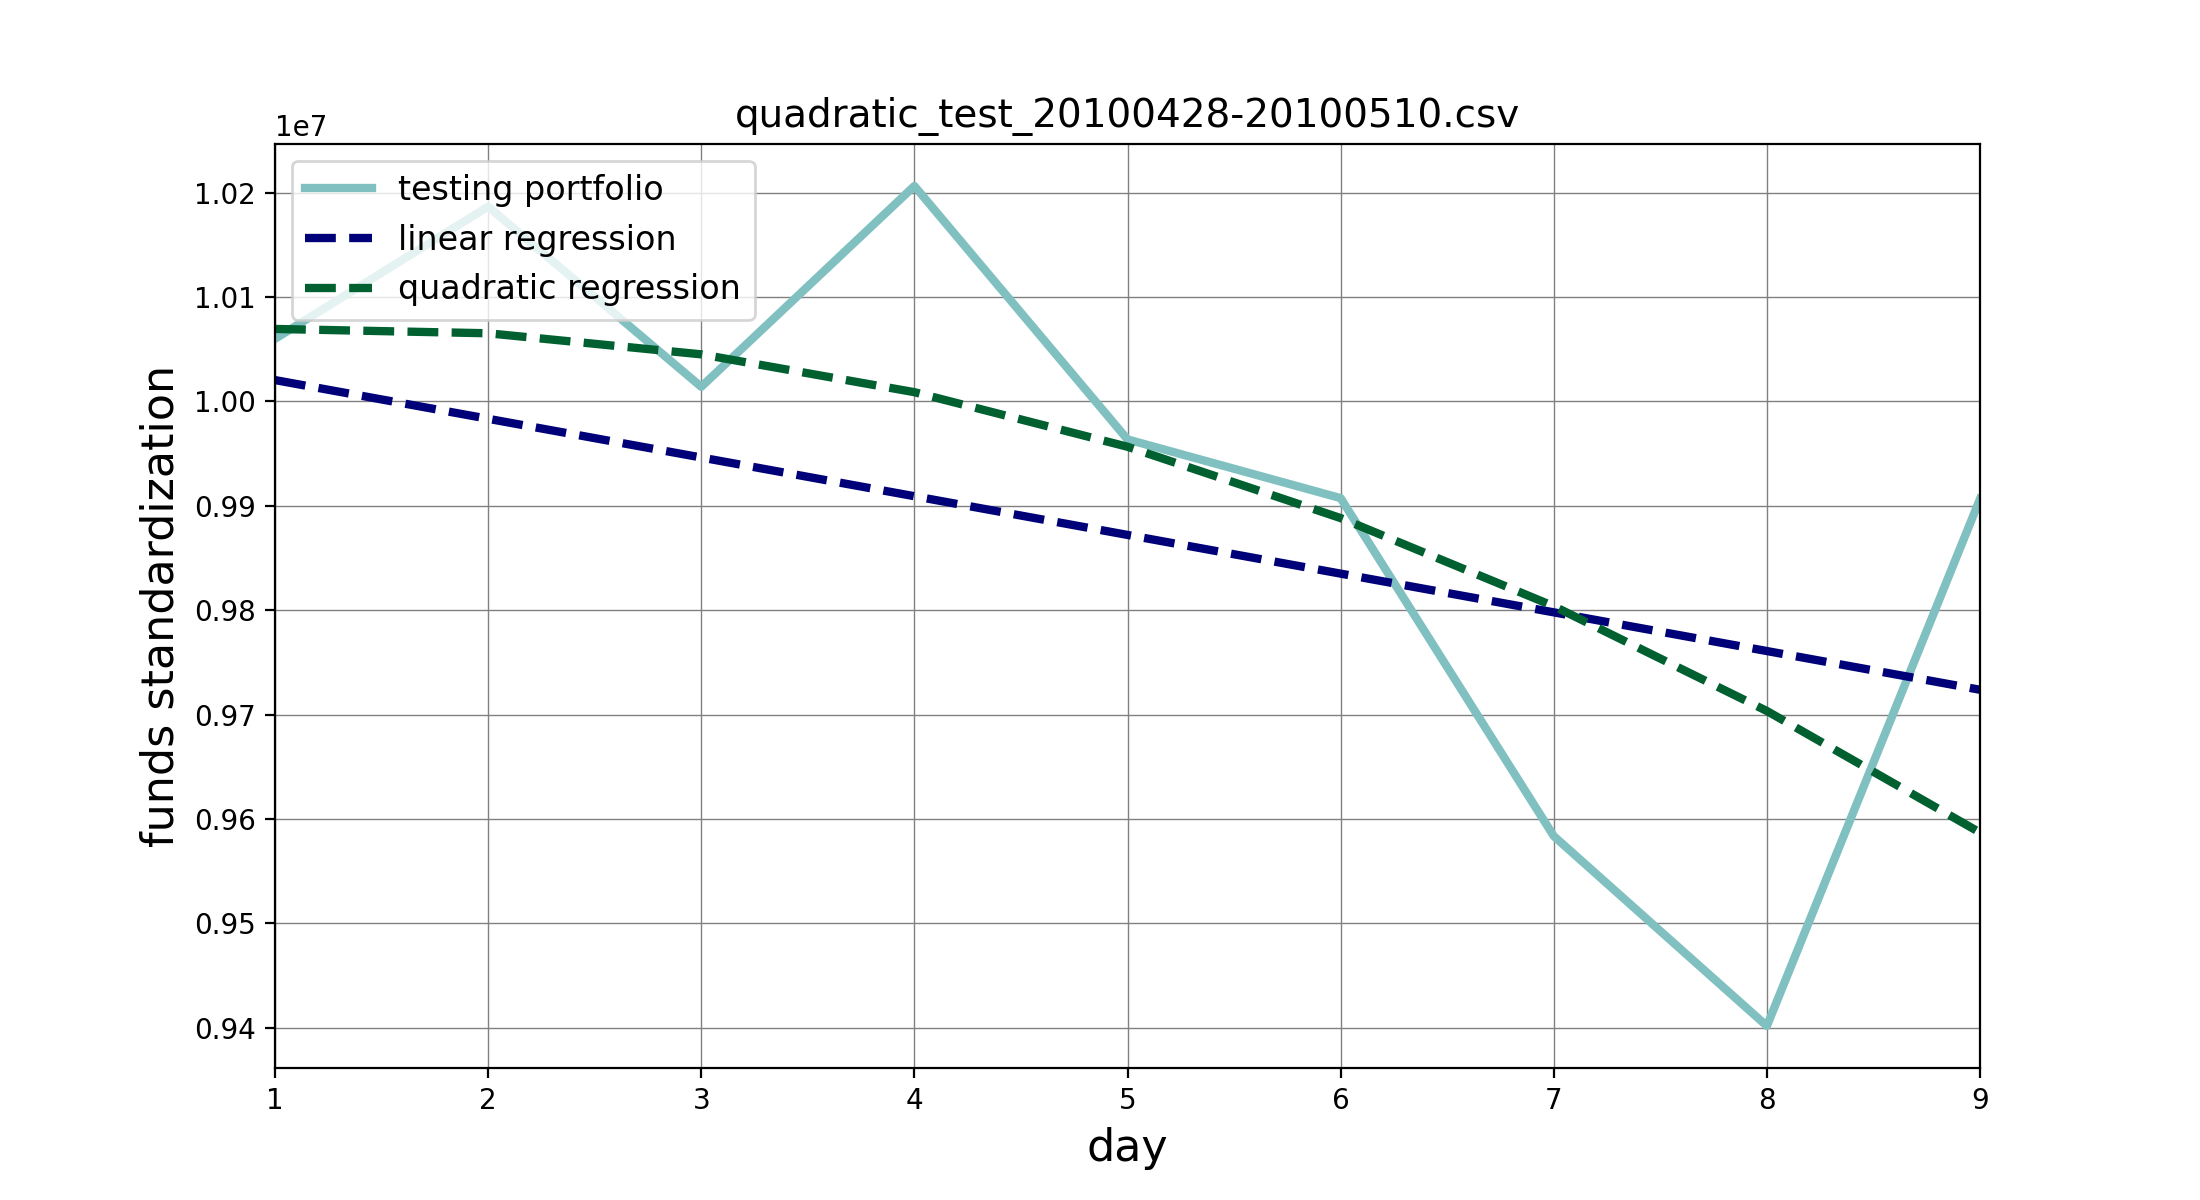 quadratic_test_20100428-20100510.csv
1e7
testing portfolio
linear regression
quadratic regression
1.02
1.01
1.00
0.99
0.98
0.97
0.96
0.95
0.94
funds standardization
1 2 3 4 5 6 7 8 9
day